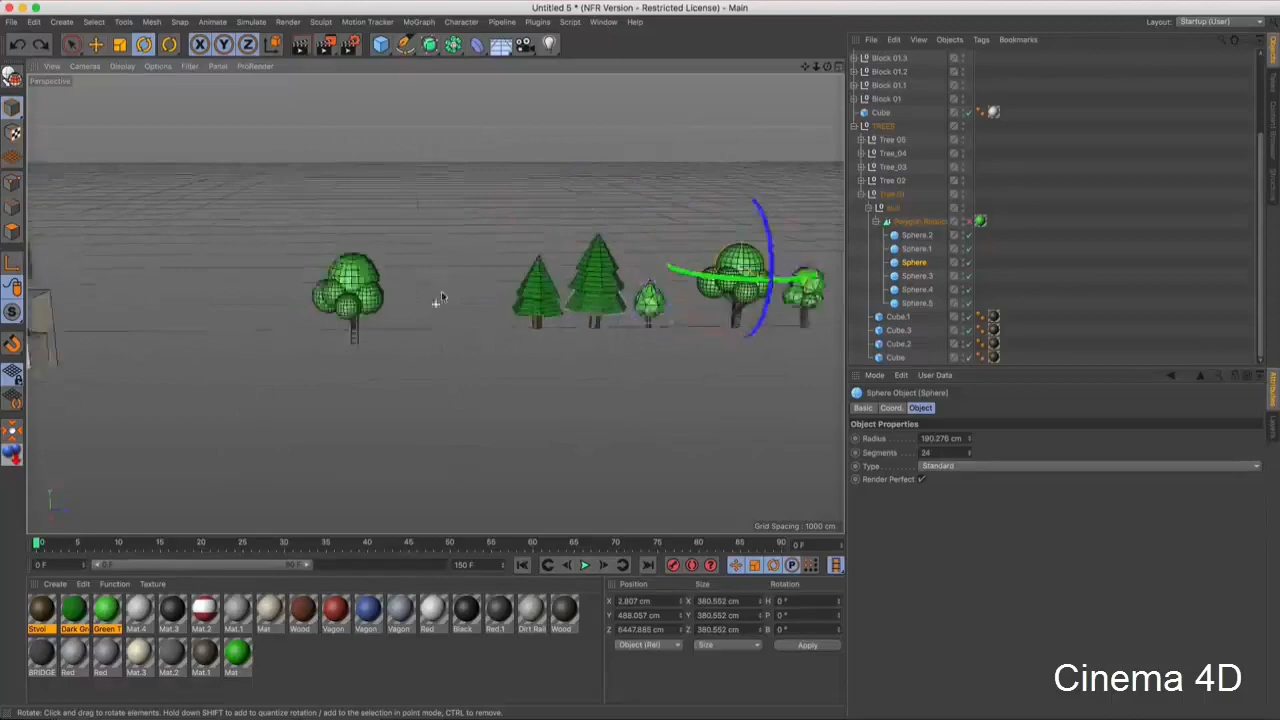 Untitled 5 * (NFR Version - Restricted License) - Main
File Edit Create Select Tools Mesh Snap Animate Simulate Render Sculpt Motion Tracker MoGraph Character Pipeline Plugins Script Window Help
Layout: Startup (User)
File Edit View Objects Tags Bookmarks
View Cameras Display Options Filter Panel ProRender
Perspective
Block 01.3
Block 01.2
Block 01.1
Block 01
Cube
TREES
Tree 05
Tree_04
Tree_03
Tree 02
Sphere.2
Sphere.1
Sphere
Sphere.3
Sphere.4
Sphere.5
Cube.1
Cube.3
Cube.2
Cube
Mode Edit User Data
Sphere Object [Sphere]
Basic Coord. Object
Object Properties
Radius 190.276 cm
Segments 24
Type Standard
Render Perfect
Grid Spacing : 1000 cm
0 5 10 15 20 25 30 35 40 45 50 55 60 65 70 75 80 85 90 0 F
0 F 0 F 90 F 150 F
Create Edit Function Texture
Position Size Rotation
X 2.807 cm X 380.552 cm H 0 °
Y 488.057 cm Y 380.552 cm P 0 °
Z 6447.885 cm Z 380.552 cm B 0 °
Object (Rel) Size Apply
Stvol Dark Gr Green T Mat.4 Mat.3 Mat.2 Mat.1 Mat Wood Vagon Vagon Vagon Red Black Red.1 Dirt Rail Wood
BRIDGE Red Red Mat.3 Mat.2 Mat.1 Mat
Rotate: Click and drag to rotate elements. Hold down SHIFT to add to quantize rotation / add to the selection in point mode, CTRL to remove.
Cinema 4D